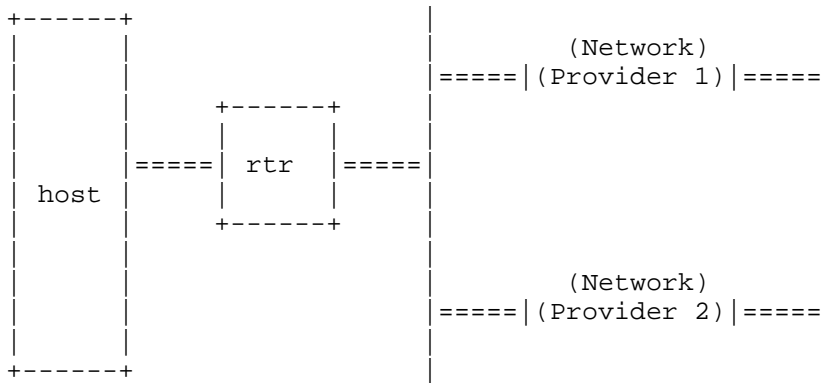 +------+                          |
|      |                          |       (Network)
|      |                          |=====|(Provider 1)|=====
|      |      +------+            |
|      |      |      |            |
|      |=====| rtr  |=====|
| host |      |      |            |
|      |      +------+            |
|      |                          |
|      |                          |       (Network)
|      |                          |=====|(Provider 2)|=====
|      |                          |
+------+                          |